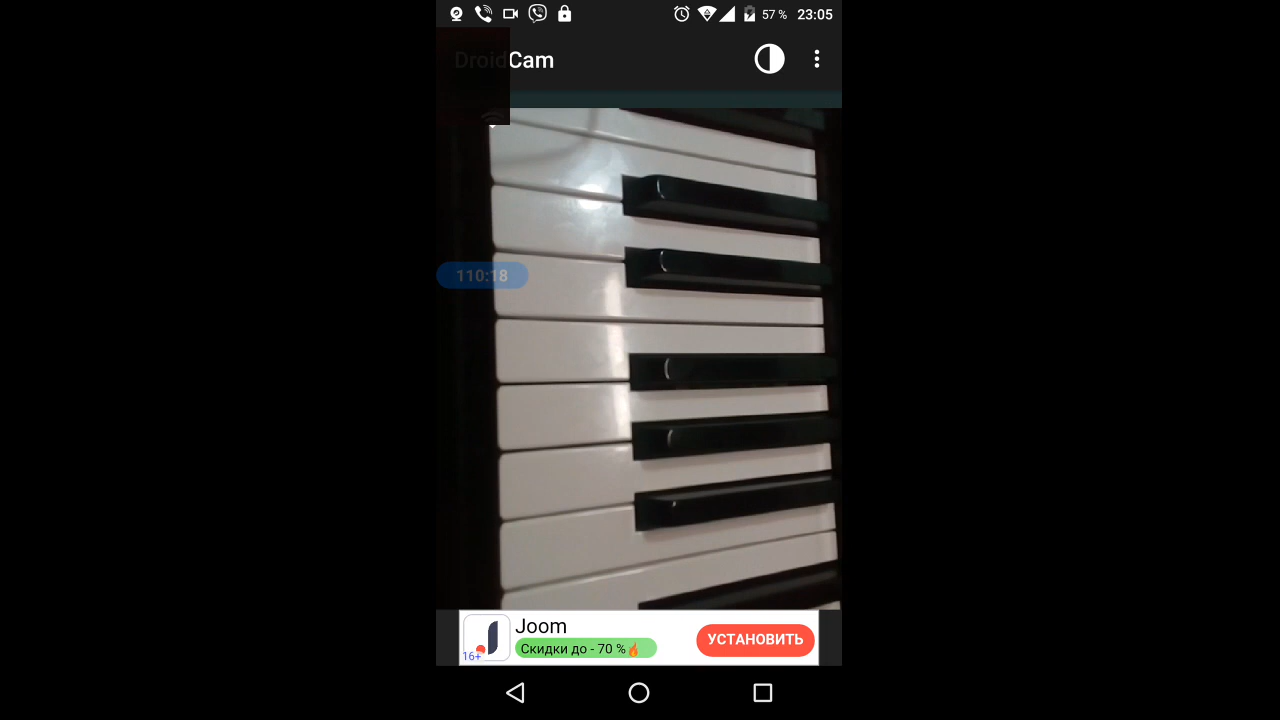 57 %
23:05
DroidCam
110:18
Joom
Скидки до - 70 %🔥
16+
УСТАНОВИТЬ